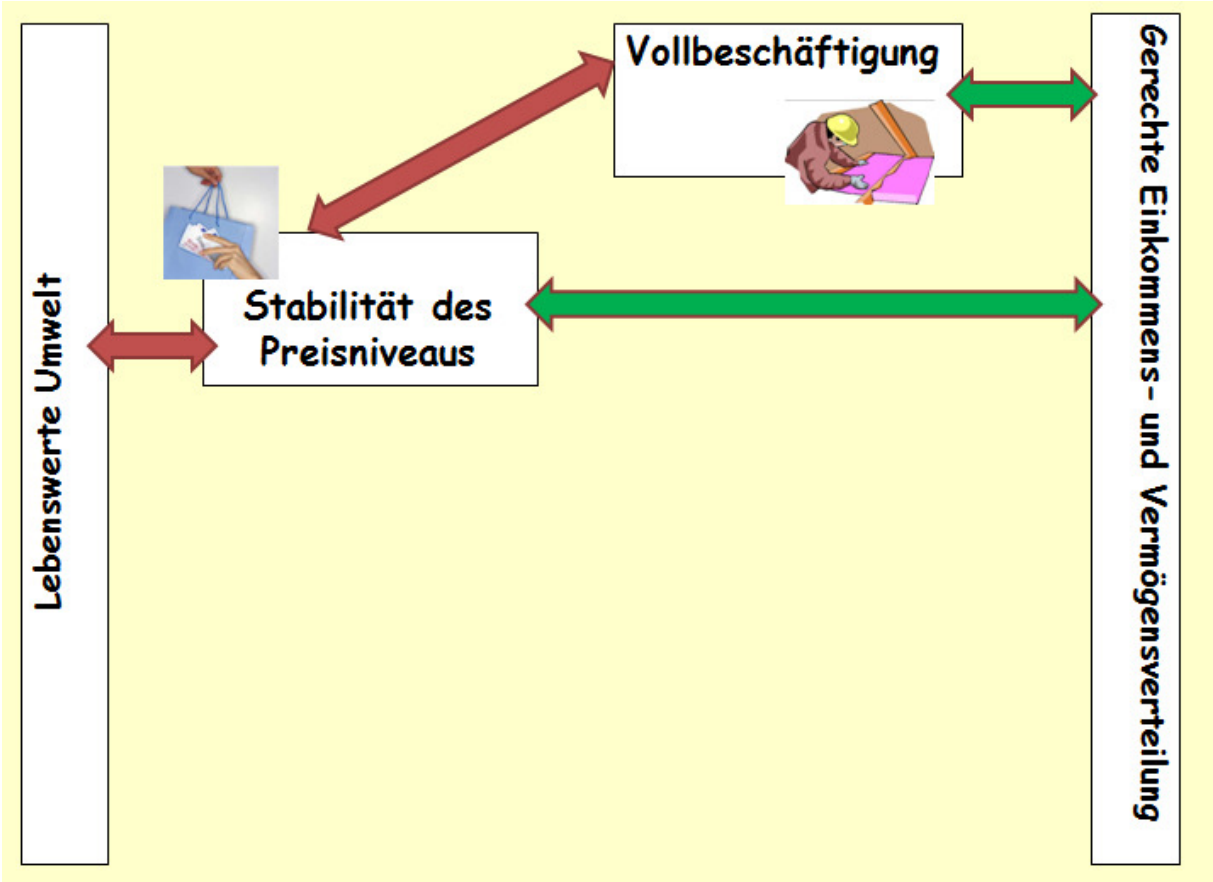 Vollbeschäftigung
Stabilität des
Preisniveaus
Lebenswerte Umwelt
Gerechte Einkommens- und Vermögensverteilung